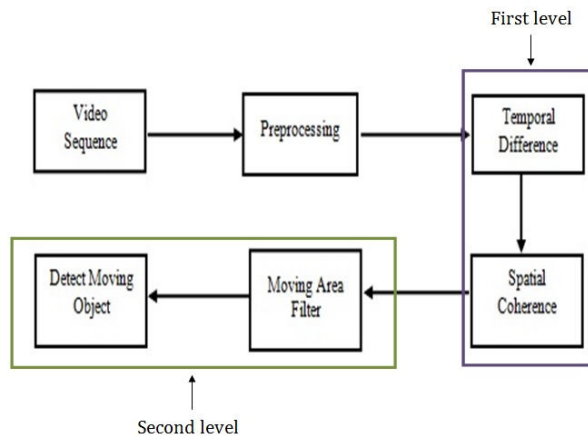 First level
Video
Sequence
Preprocessing
Temporal
Difference
Detect Moving
Object
Moving Area
Filter
Spatial
Coherence
Second level